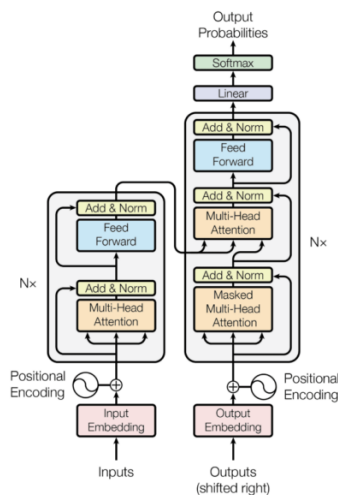 Output
Probabilities
Softmax
Linear
Add & Norm
Feed
Forward
Add & Norm
Multi-Head
Attention
Add & Norm
Masked
Multi-Head
Attention
N×
Add & Norm
Feed
Forward
Add & Norm
Multi-Head
Attention
N×
Positional
Encoding
Positional
Encoding
Input
Embedding
Output
Embedding
Inputs
Outputs
(shifted right)